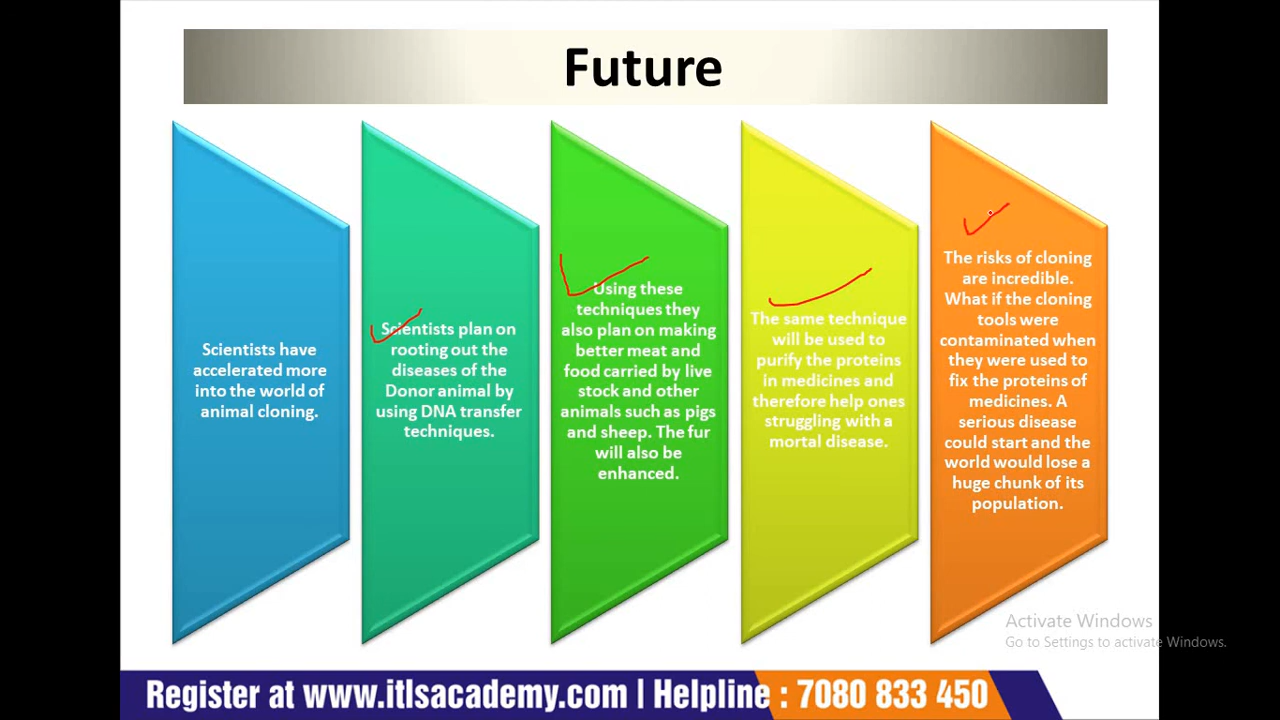 Future
Scientists have
accelerated more
into the world of
animal cloning.
Scientists plan on
rooting out the
diseases of the
Donor animal by
using DNA transfer
techniques.
Using these
techniques they
also plan on making
better meat and
food carried by live
stock and other
animals such as pigs
and sheep. The fur
will also be
enhanced.
The same technique
will be used to
purify the proteins
in medicines and
therefore help ones
struggling with a
mortal disease.
The risks of cloning
are incredible.
What if the cloning
tools were
contaminated when
they were used to
fix the proteins of
medicines. A
serious disease
could start and the
world would lose a
huge chunk of its
population.
Activate Windows
Go to Settings to activate Windows.
Register at www.itlsacademy.com | Helpline : 7080 833 450